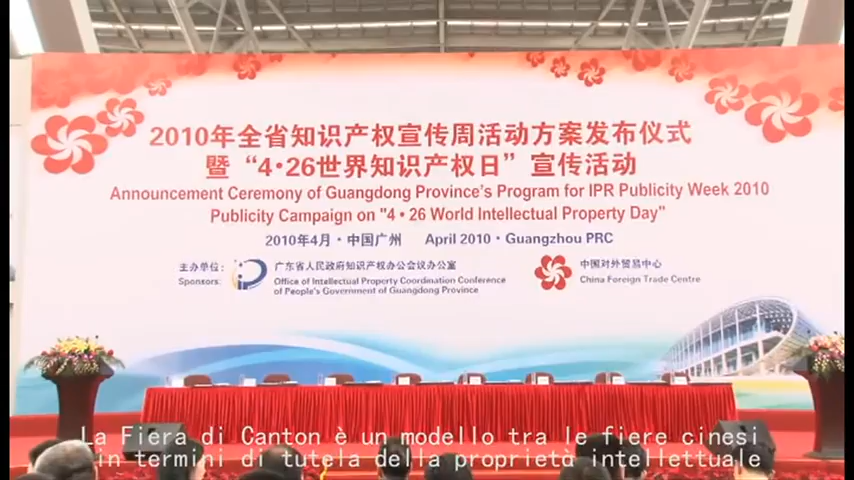 2010年全省知识产权宣传周活动方案发布仪式
暨“4·26世界知识产权日”宣传活动
Announcement Ceremony of Guangdong Province's Program for IPR Publicity Week 2010
Publicity Campaign on "4·26 World Intellectual Property Day"
2010年4月·中国广州 April 2010·Guangzhou PRC
主办单位: 广东省人民政府知识产权办公会议办公室 中国对外贸易中心
Sponsors: Office of Intellectual Property Coordination Conference China Foreign Trade Centre
of People's Government of Guangdong Province
La Fiera di Canton è un modello tra le fiere cinesi
in termini di tutela della proprietà intellettuale